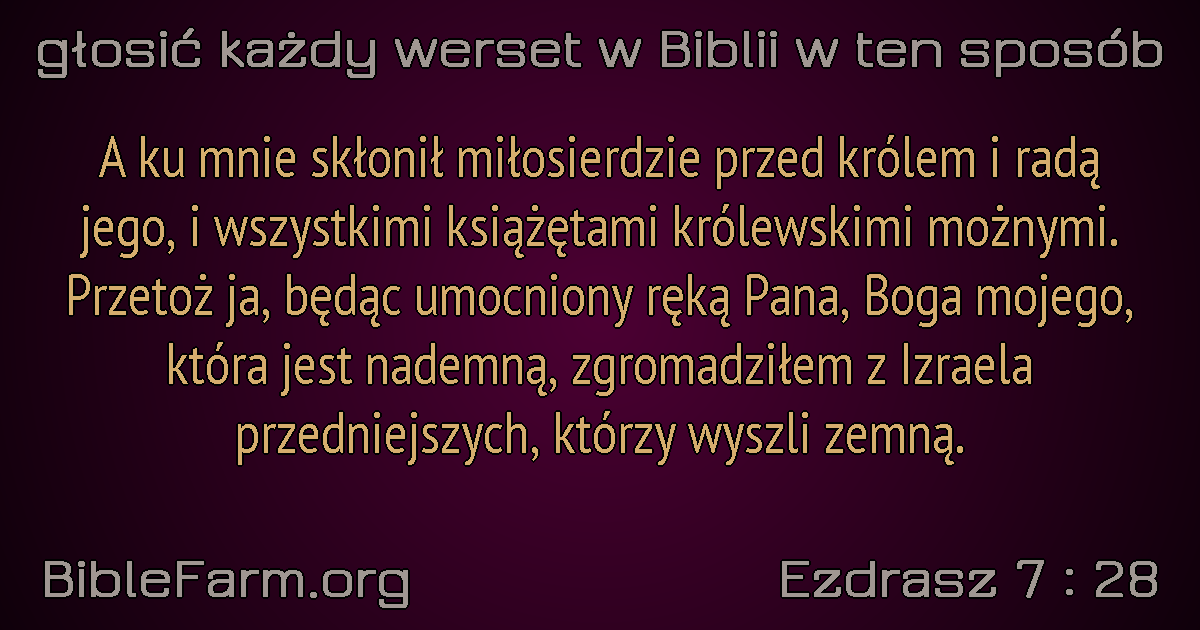 głosić każdy werset w Biblii w ten sposób
A ku mnie skłonił miłosierdzie przed królem i radą
jego, i wszystkimi książętami królewskimi możnymi.
Przetoż ja, będąc umocniony ręką Pana, Boga mojego,
która jest nademną, zgromadziłem z Izraela
przedniejszych, którzy wyszli zemną.
BibleFarm.org
Ezdrasz 7 : 28